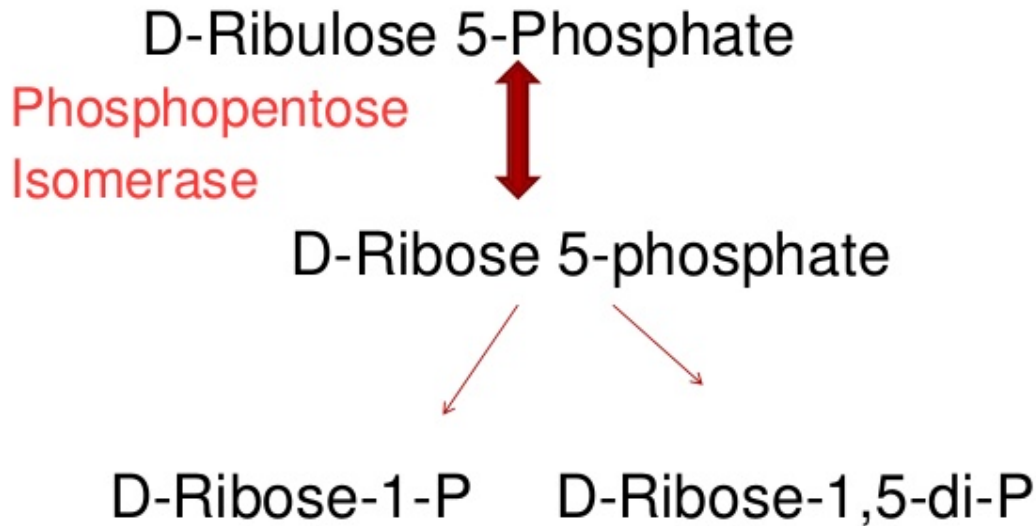 D-Ribulose 5-Phosphate
Phosphopentose
Isomerase
D-Ribose 5-phosphate
D-Ribose-1-P
D-Ribose-1,5-di-P